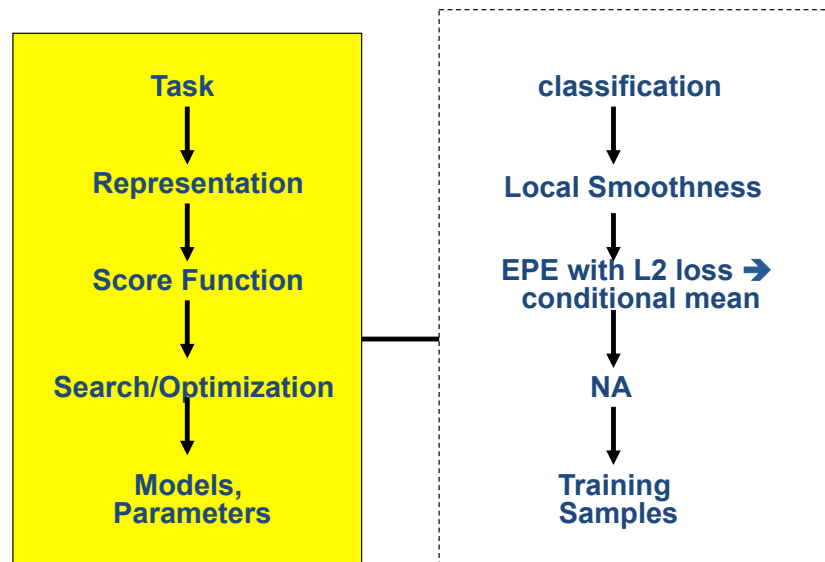 Task
Representation
Score Function
Search/Optimization
Models,
Parameters
classification
Local Smoothness
EPE with L2 loss ➔
conditional mean
NA
Training
Samples